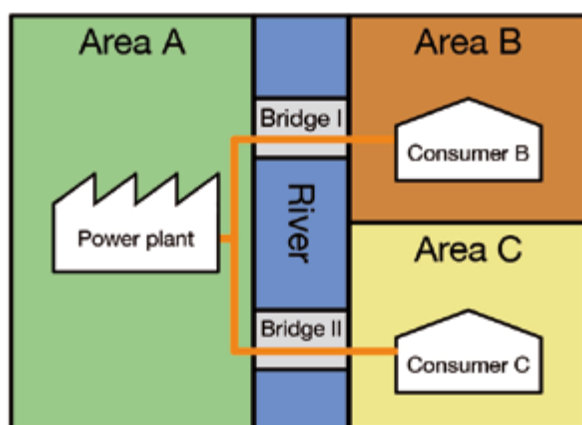 Area A
Area B
Bridge I
Consumer B
Power plant
River
Area C
Bridge II
Consumer C